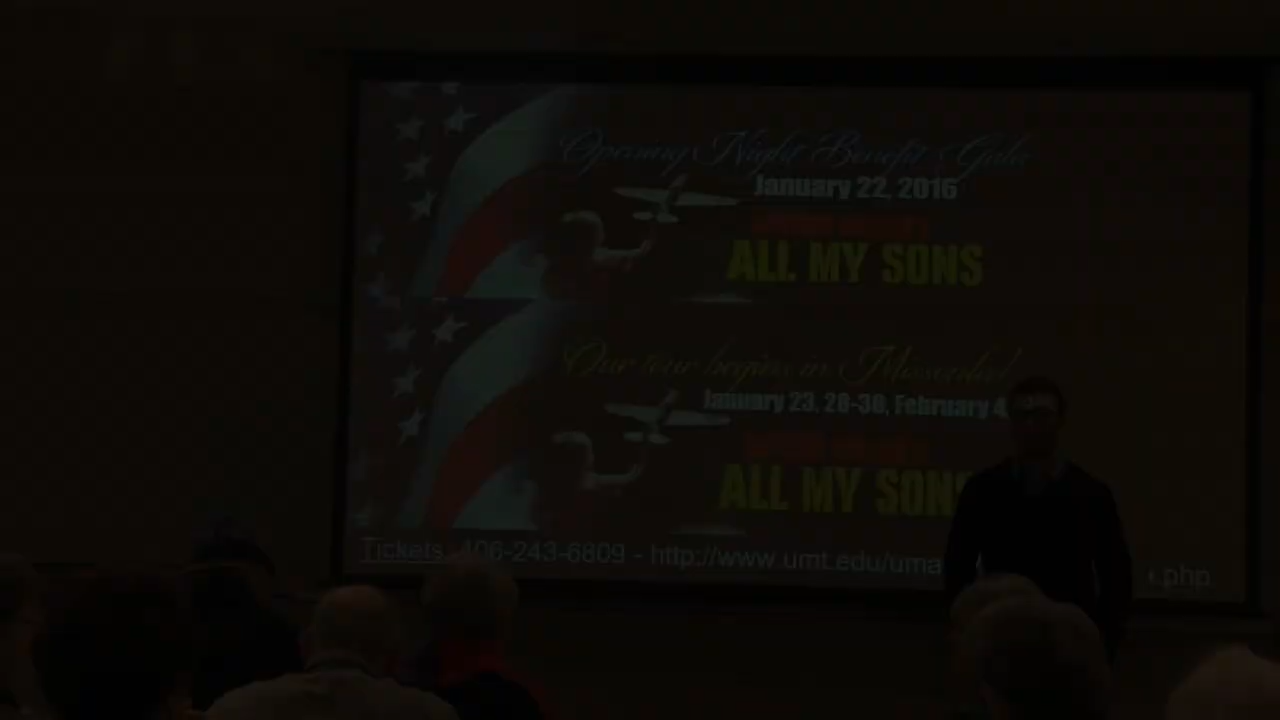 Opening Night Benefit Gala
January 22, 2016
ALL MY SONS
Our tour begins in Missoula!
January 23, 26-30, February 4
ALL MY SONS
Tickets 406-243-6809 - http://www.umt.edu/uma
.php